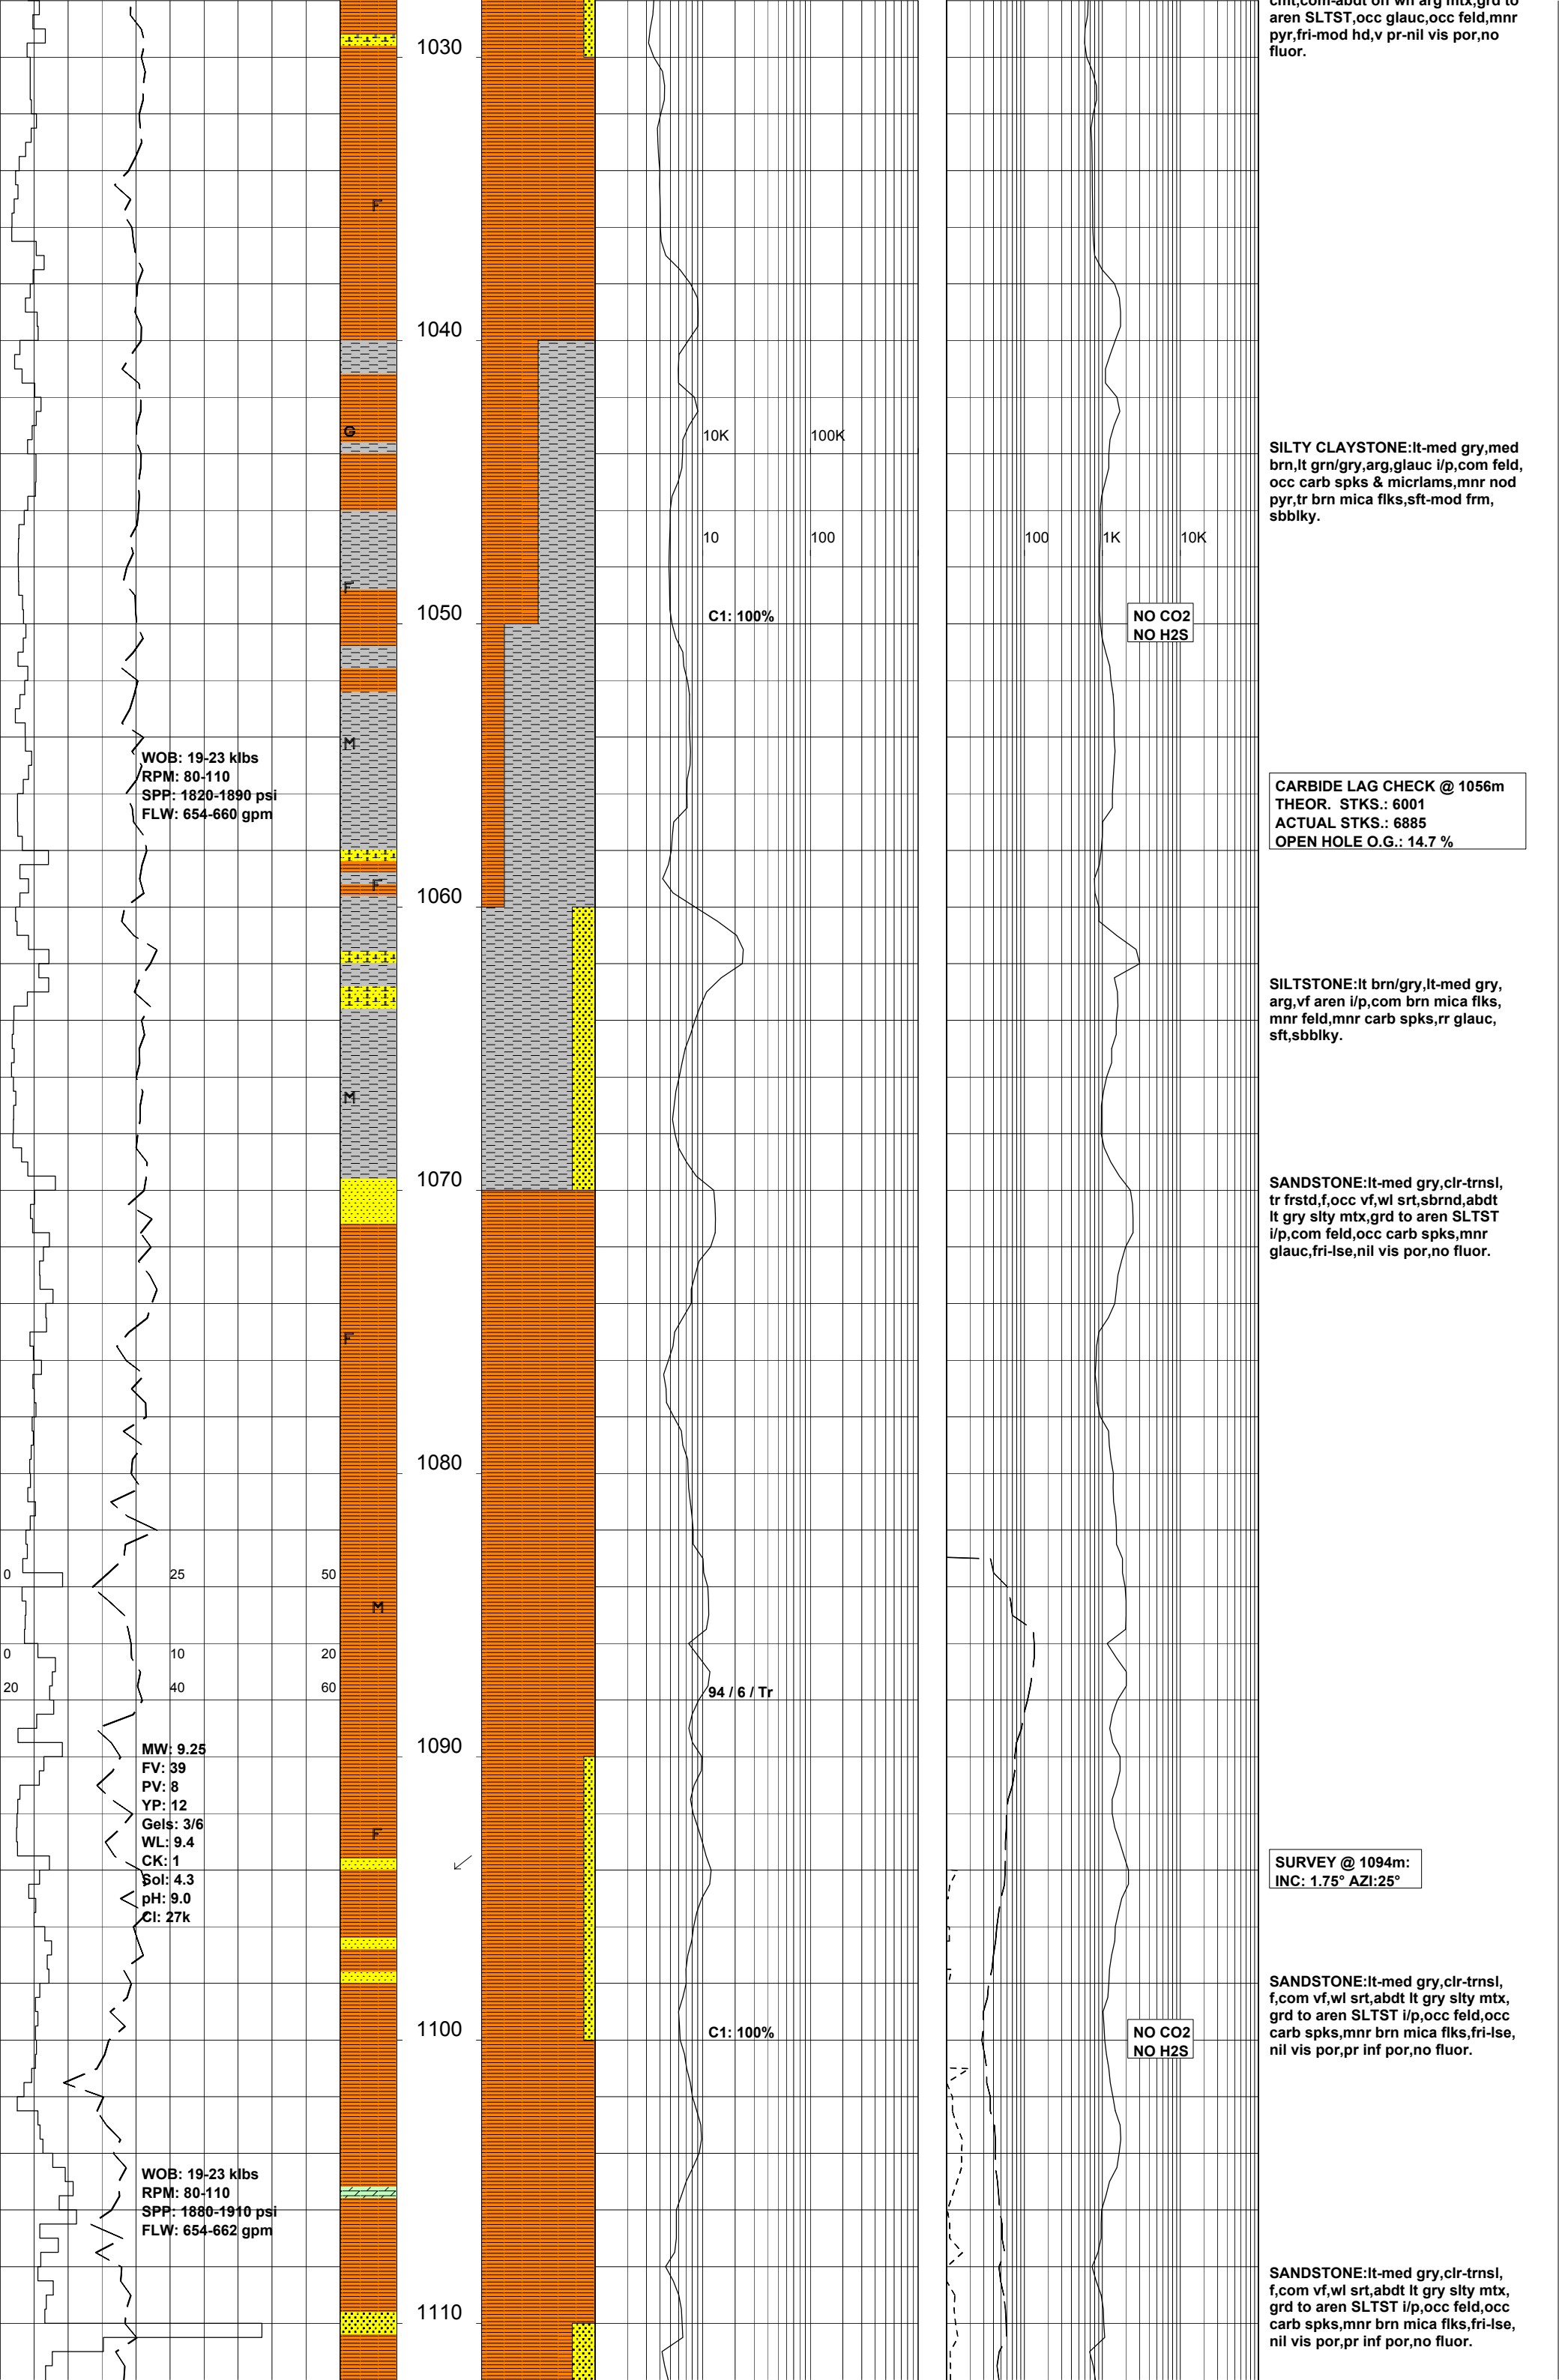 aren SLTST,occ glauc,occ feld,mnr
pyr,fri-mod hd,v pr-nil vis por,no
fluor.
1030
F
1040
G
10K
100K
SILTY CLAYSTONE:lt-med gry,med
brn,lt grn/gry,arg,glauc i/p,com feld,
occ carb spks & micrlams,mnr nod
pyr,tr brn mica flks,sft-mod frm,
sbblky.
10
100
100
1K
10K
F
1050
C1: 100%
NO CO2
NO H2S
M
WOB: 19-23 klbs
RPM: 80-110
SPP: 1820-1890 psi
FLW: 654-660 gpm
CARBIDE LAG CHECK @ 1056m
THEOR. STKS.: 6001
ACTUAL STKS.: 6885
OPEN HOLE O.G.: 14.7 %
F
1060
SILTSTONE:lt brn/gry,lt-med gry,
arg,vf aren i/p,com brn mica flks,
mnr feld,mnr carb spks,rr glauc,
sft,sbblky.
M
1070
SANDSTONE:lt-med gry,clr-trnsl,
tr frstd,f,occ vf,wl srt,sbrnd,abdt
lt gry slty mtx,grd to aren SLTST
i/p,com feld,occ carb spks,mnr
glauc,fri-lse,nil vis por,no fluor.
F
1080
0
25
50
M
0
10
20
20
40
60
94 / 6 / Tr
1090
MW: 9.25
FV: 39
PV: 8
YP: 12
Gels: 3/6
WL: 9.4
CK: 1
Sol: 4.3
pH: 9.0
Cl: 27k
F
SURVEY @ 1094m:
INC: 1.75° AZI:25°
SANDSTONE:lt-med gry,clr-trnsl,
f,com vf,wl srt,abdt lt gry slty mtx,
grd to aren SLTST i/p,occ feld,occ
carb spks,mnr brn mica flks,fri-lse,
nil vis por,pr inf por,no fluor.
1100
C1: 100%
NO CO2
NO H2S
WOB: 19-23 klbs
RPM: 80-110
SPP: 1880-1910 psi
FLW: 654-662 gpm
SANDSTONE:lt-med gry,clr-trnsl,
f,com vf,wl srt,abdt lt gry slty mtx,
grd to aren SLTST i/p,occ feld,occ
carb spks,mnr brn mica flks,fri-lse,
nil vis por,pr inf por,no fluor.
1110